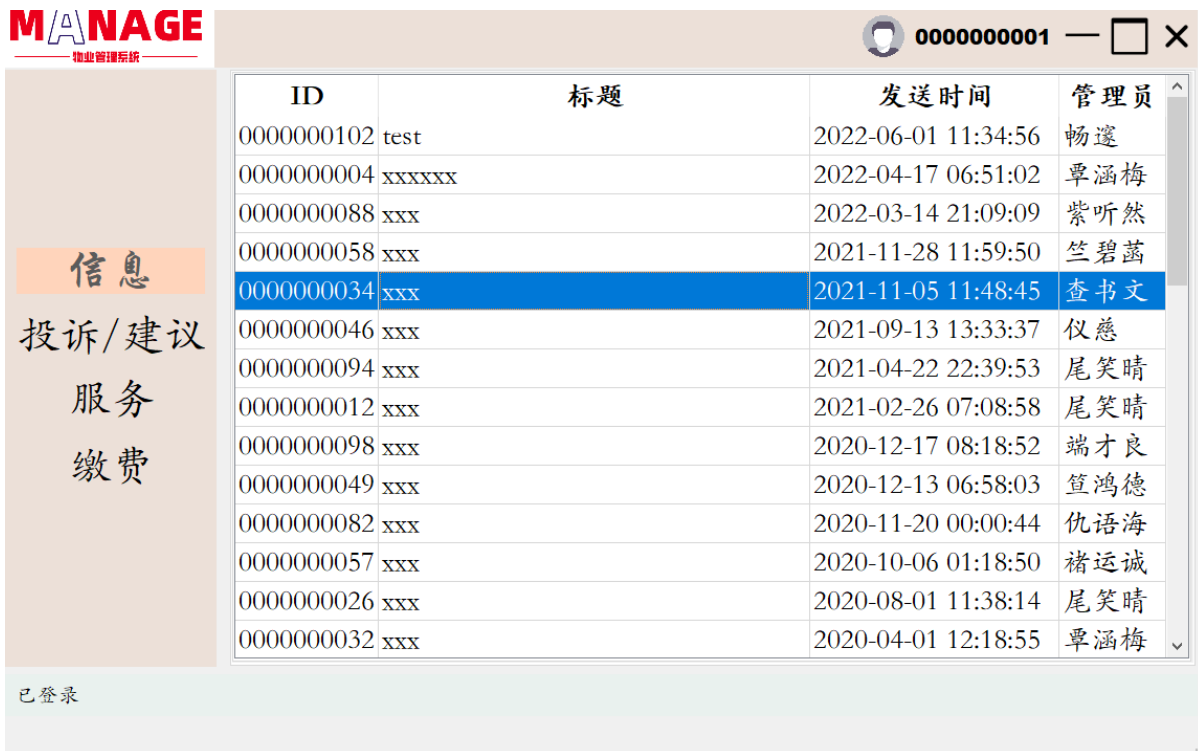 MANAGE
物业管理系统
0000000001
信息
投诉/建议
服务
缴费
ID 标题 发送时间 管理员
0000000102 test 2022-06-01 11:34:56 畅邃
0000000004 xxxxxx 2022-04-17 06:51:02 覃涵梅
0000000088 xxx 2022-03-14 21:09:09 紫听然
0000000058 xxx 2021-11-28 11:59:50 竺碧菡
0000000034 xxx 2021-11-05 11:48:45 查书文
0000000046 xxx 2021-09-13 13:33:37 仪慈
0000000094 xxx 2021-04-22 22:39:53 尾笑晴
0000000012 xxx 2021-02-26 07:08:58 尾笑晴
0000000098 xxx 2020-12-17 08:18:52 端才良
0000000049 xxx 2020-12-13 06:58:03 笪鸿德
0000000082 xxx 2020-11-20 00:00:44 仇语海
0000000057 xxx 2020-10-06 01:18:50 褚运诚
0000000026 xxx 2020-08-01 11:38:14 尾笑晴
0000000032 xxx 2020-04-01 12:18:55 覃涵梅
已登录